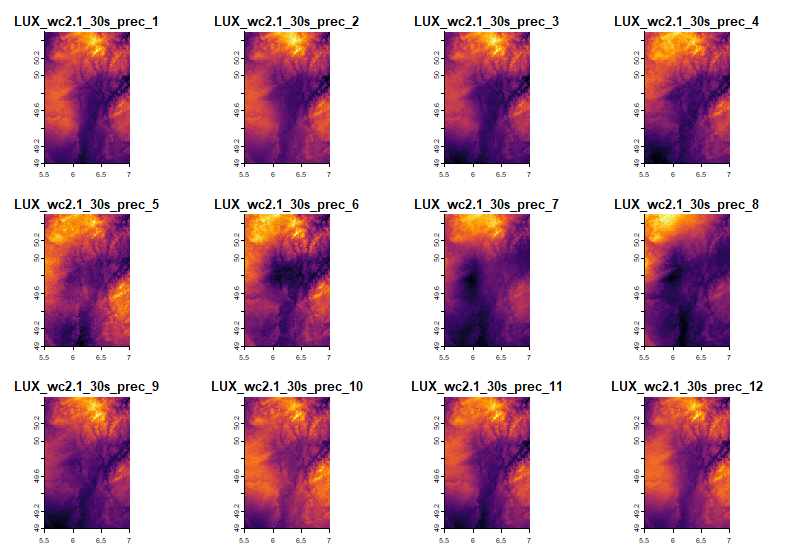 LUX_wc2.1_30s_prec_1 LUX_wc2.1_30s_prec_2 LUX_wc2.1_30s_prec_3 LUX_wc2.1_30s_prec_4
50.2 50.2 50.2 50.2
50 50 50 50
49.6 49.6 49.6 49.6
49.2 49.2 49.2 49.2
49 49 49 49
5.5 6 6.5 7 5.5 6 6.5 7 5.5 6 6.5 7 5.5 6 6.5 7
LUX_wc2.1_30s_prec_5 LUX_wc2.1_30s_prec_6 LUX_wc2.1_30s_prec_7 LUX_wc2.1_30s_prec_8
50.2 50.2 50.2 50.2
50 50 50 50
49.6 49.6 49.6 49.6
49.2 49.2 49.2 49.2
49 49 49 49
5.5 6 6.5 7 5.5 6 6.5 7 5.5 6 6.5 7 5.5 6 6.5 7
LUX_wc2.1_30s_prec_9 LUX_wc2.1_30s_prec_10 LUX_wc2.1_30s_prec_11 LUX_wc2.1_30s_prec_12
50.2 50.2 50.2 50.2
50 50 50 50
49.6 49.6 49.6 49.6
49.2 49.2 49.2 49.2
49 49 49 49
5.5 6 6.5 7 5.5 6 6.5 7 5.5 6 6.5 7 5.5 6 6.5 7